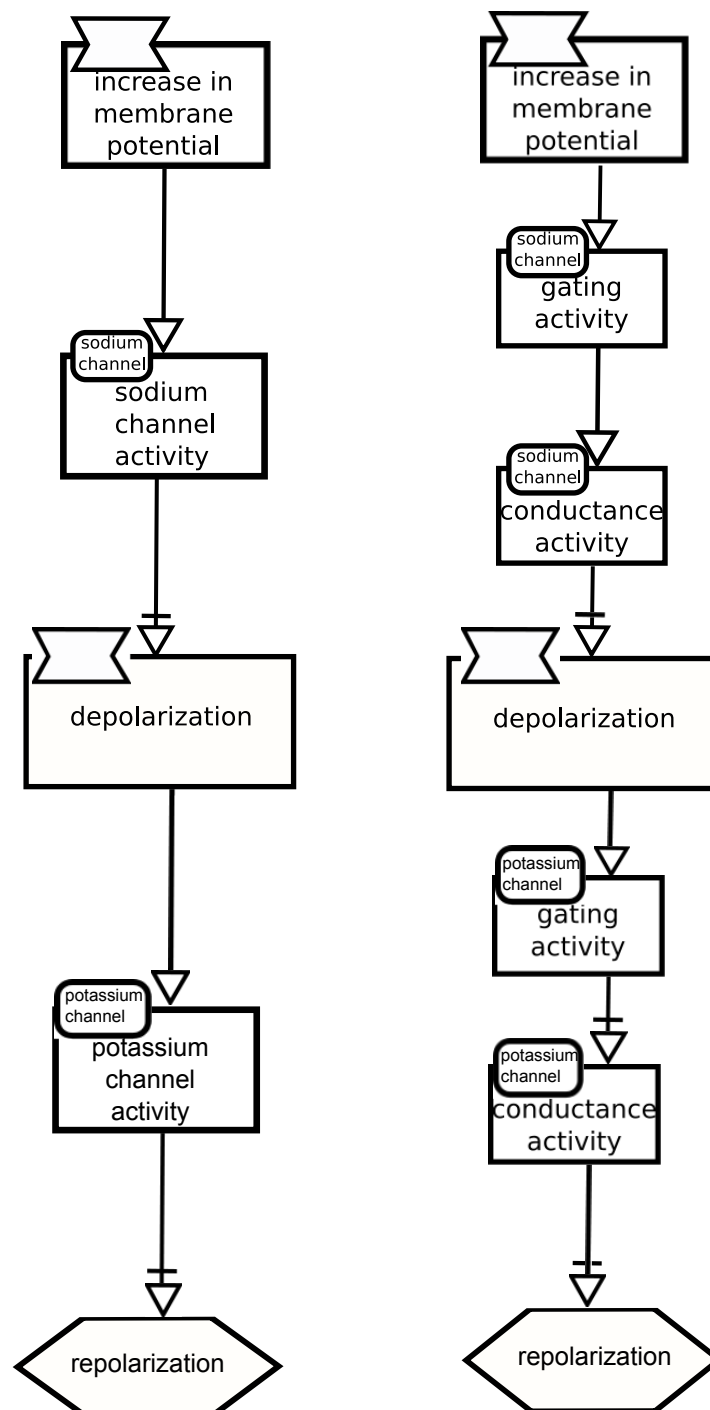 increase in
membrane
potential
sodium
channel
sodium
channel
activity
depolarization
potassium
channel
potassium
channel
activity
repolarization
increase in
membrane
potential
sodium
channel
gating
activity
sodium
channel
conductance
activity
depolarization
potassium
channel
gating
activity
potassium
channel
conductance
activity
repolarization